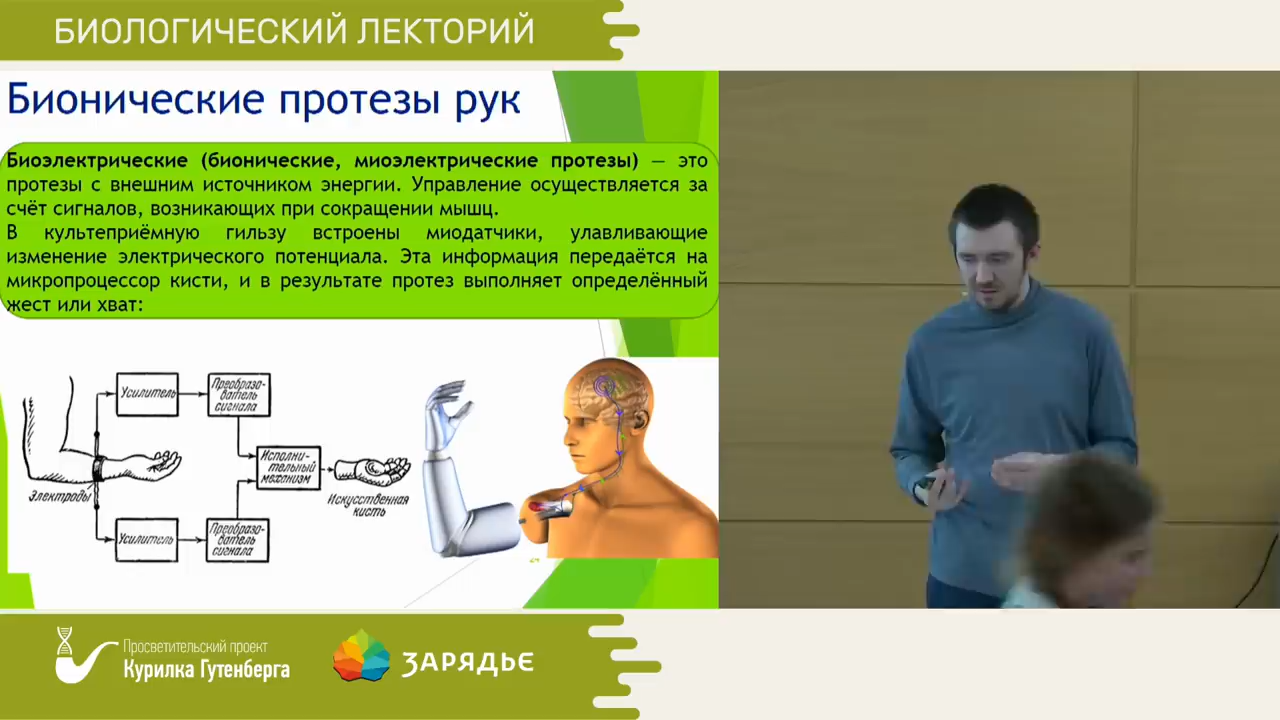 БИОЛОГИЧЕСКИЙ ЛЕКТОРИЙ
Бионические протезы рук
Биоэлектрические (бионические, миоэлектрические протезы) — это
протезы с внешним источником энергии. Управление осуществляется за
счёт сигналов, возникающих при сокращении мышц.
В культеприёмную гильзу встроены миодатчики, улавливающие
изменение электрического потенциала. Эта информация передаётся на
микропроцессор кисти, и в результате протез выполняет определённый
жест или хват:
Усилитель
Преобразо-
ватель
сигнала
Электроды
Исполни-
тельный
механизм
Искусственная
кисть
Усилитель
Преобразо-
ватель
сигнала
Просветительский проект
Курилка Гутенберга
ЗАРЯДЬЕ